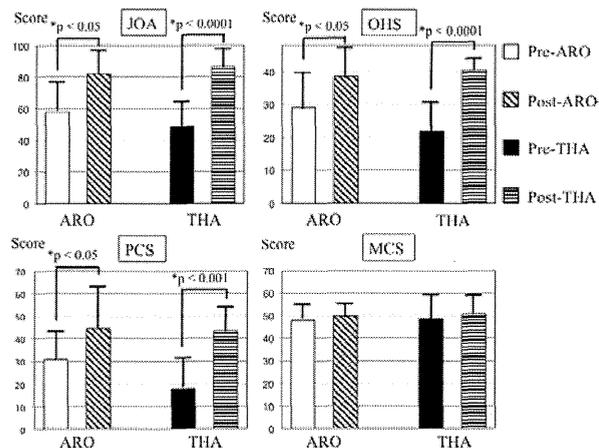 Score *p < 0.05 JOA *p < 0.0001
100
80
60
40
20
0
ARO THA
Score *p < 0.05 OHS *p < 0.0001
40
30
20
10
0
ARO THA
Pre-ARO
Post-ARO
Pre-THA
Post-THA
Score *p < 0.05 PCS *p < 0.001
70
60
50
40
30
20
10
0
ARO THA
Score MCS
70
60
50
40
30
20
10
0
ARO THA